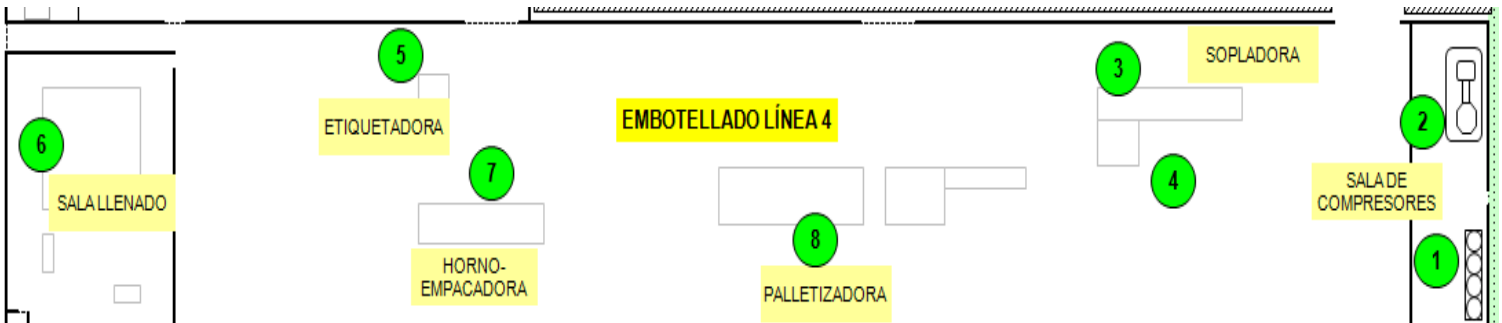 5
3
SOPLADORA
2
ETIQUETADORA
EMBOTELLADO LÍNEA 4
6
7
4
SALA LLENADO
SALA DE
COMPRESORES
8
1
HORNO-
EMPACADORA
PALLETIZADORA